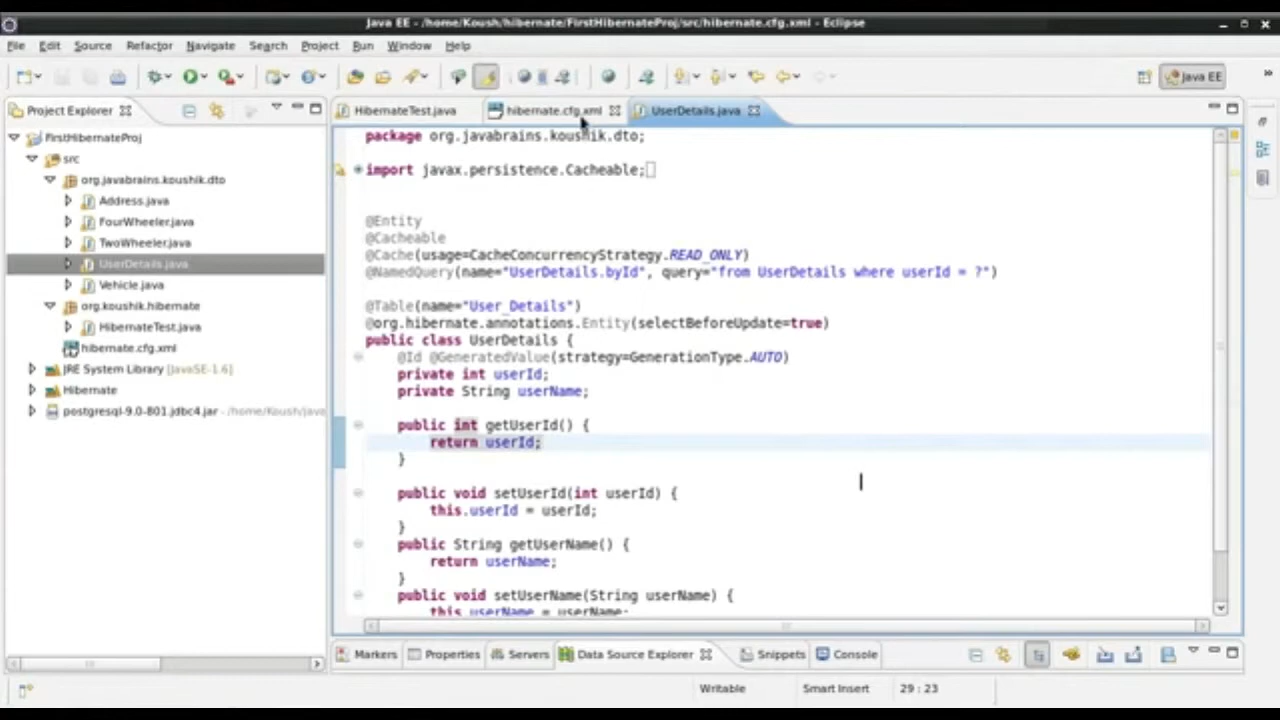 Java EE - /home/Koush/hibernate/FirstHibernateProj/src/hibernate.cfg.xml - Eclipse
File Edit Source Refactor Navigate Search Project Run Window Help
Java EE
Project Explorer
HibernateTest.java
hibernate.cfg.xml
UserDetails.java
FirstHibernateProj
src
org.javabrains.koushik.dto
Address.java
FourWheeler.java
TwoWheeler.java
UserDetails.java
Vehicle.java
org.koushik.hibernate
HibernateTest.java
hibernate.cfg.xml
JRE System Library [JavaSE-1.6]
Hibernate
postgresql-9.0-801.jdbc4.jar - /home/Koush/java
package org.javabrains.koushik.dto;
import javax.persistence.Cacheable;
@Entity
@Cacheable
@Cache(usage=CacheConcurrencyStrategy.READ_ONLY)
@NamedQuery(name="UserDetails.byId", query="from UserDetails where userId = ?")
@Table(name="User_Details")
@org.hibernate.annotations.Entity(selectBeforeUpdate=true)
public class UserDetails {
@Id @GeneratedValue(strategy=GenerationType.AUTO)
private int userId;
private String userName;
public int getUserId() {
return userId;
}
public void setUserId(int userId) {
this.userId = userId;
}
public String getUserName() {
return userName;
}
public void setUserName(String userName) {
this.userName = userName;
Markers Properties Servers Data Source Explorer Snippets Console
Writable Smart Insert 29 : 23